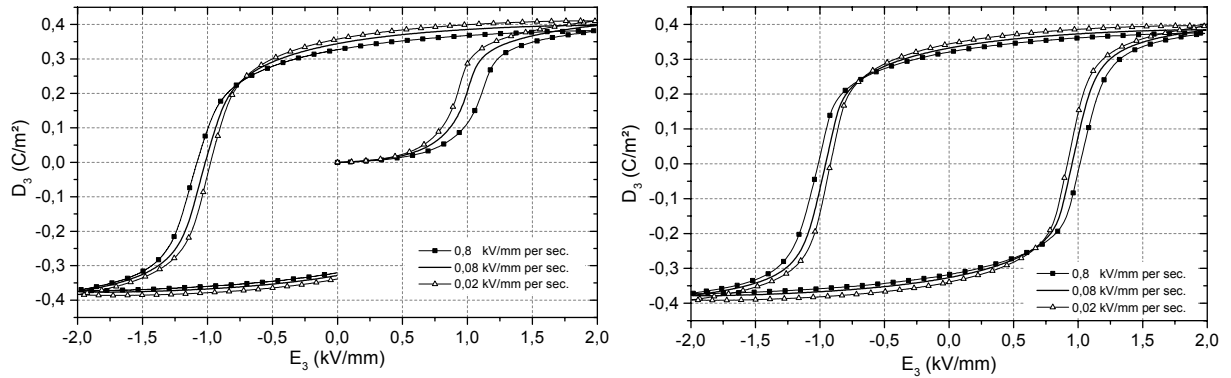 0,4
0,3
0,2
0,1
0,0
-0,1
-0,2
-0,3
-0,4
D3 (C/m²)
0,8 kV/mm per sec.
0,08 kV/mm per sec.
0,02 kV/mm per sec.
-2,0 -1,5 -1,0 -0,5 0,0 0,5 1,0 1,5 2,0
E3 (kV/mm)
0,4
0,3
0,2
0,1
0,0
-0,1
-0,2
-0,3
-0,4
D3 (C/m²)
0,8 kV/mm per sec.
0,08 kV/mm per sec.
0,02 kV/mm per sec.
-2,0 -1,5 -1,0 -0,5 0,0 0,5 1,0 1,5 2,0
E3 (kV/mm)